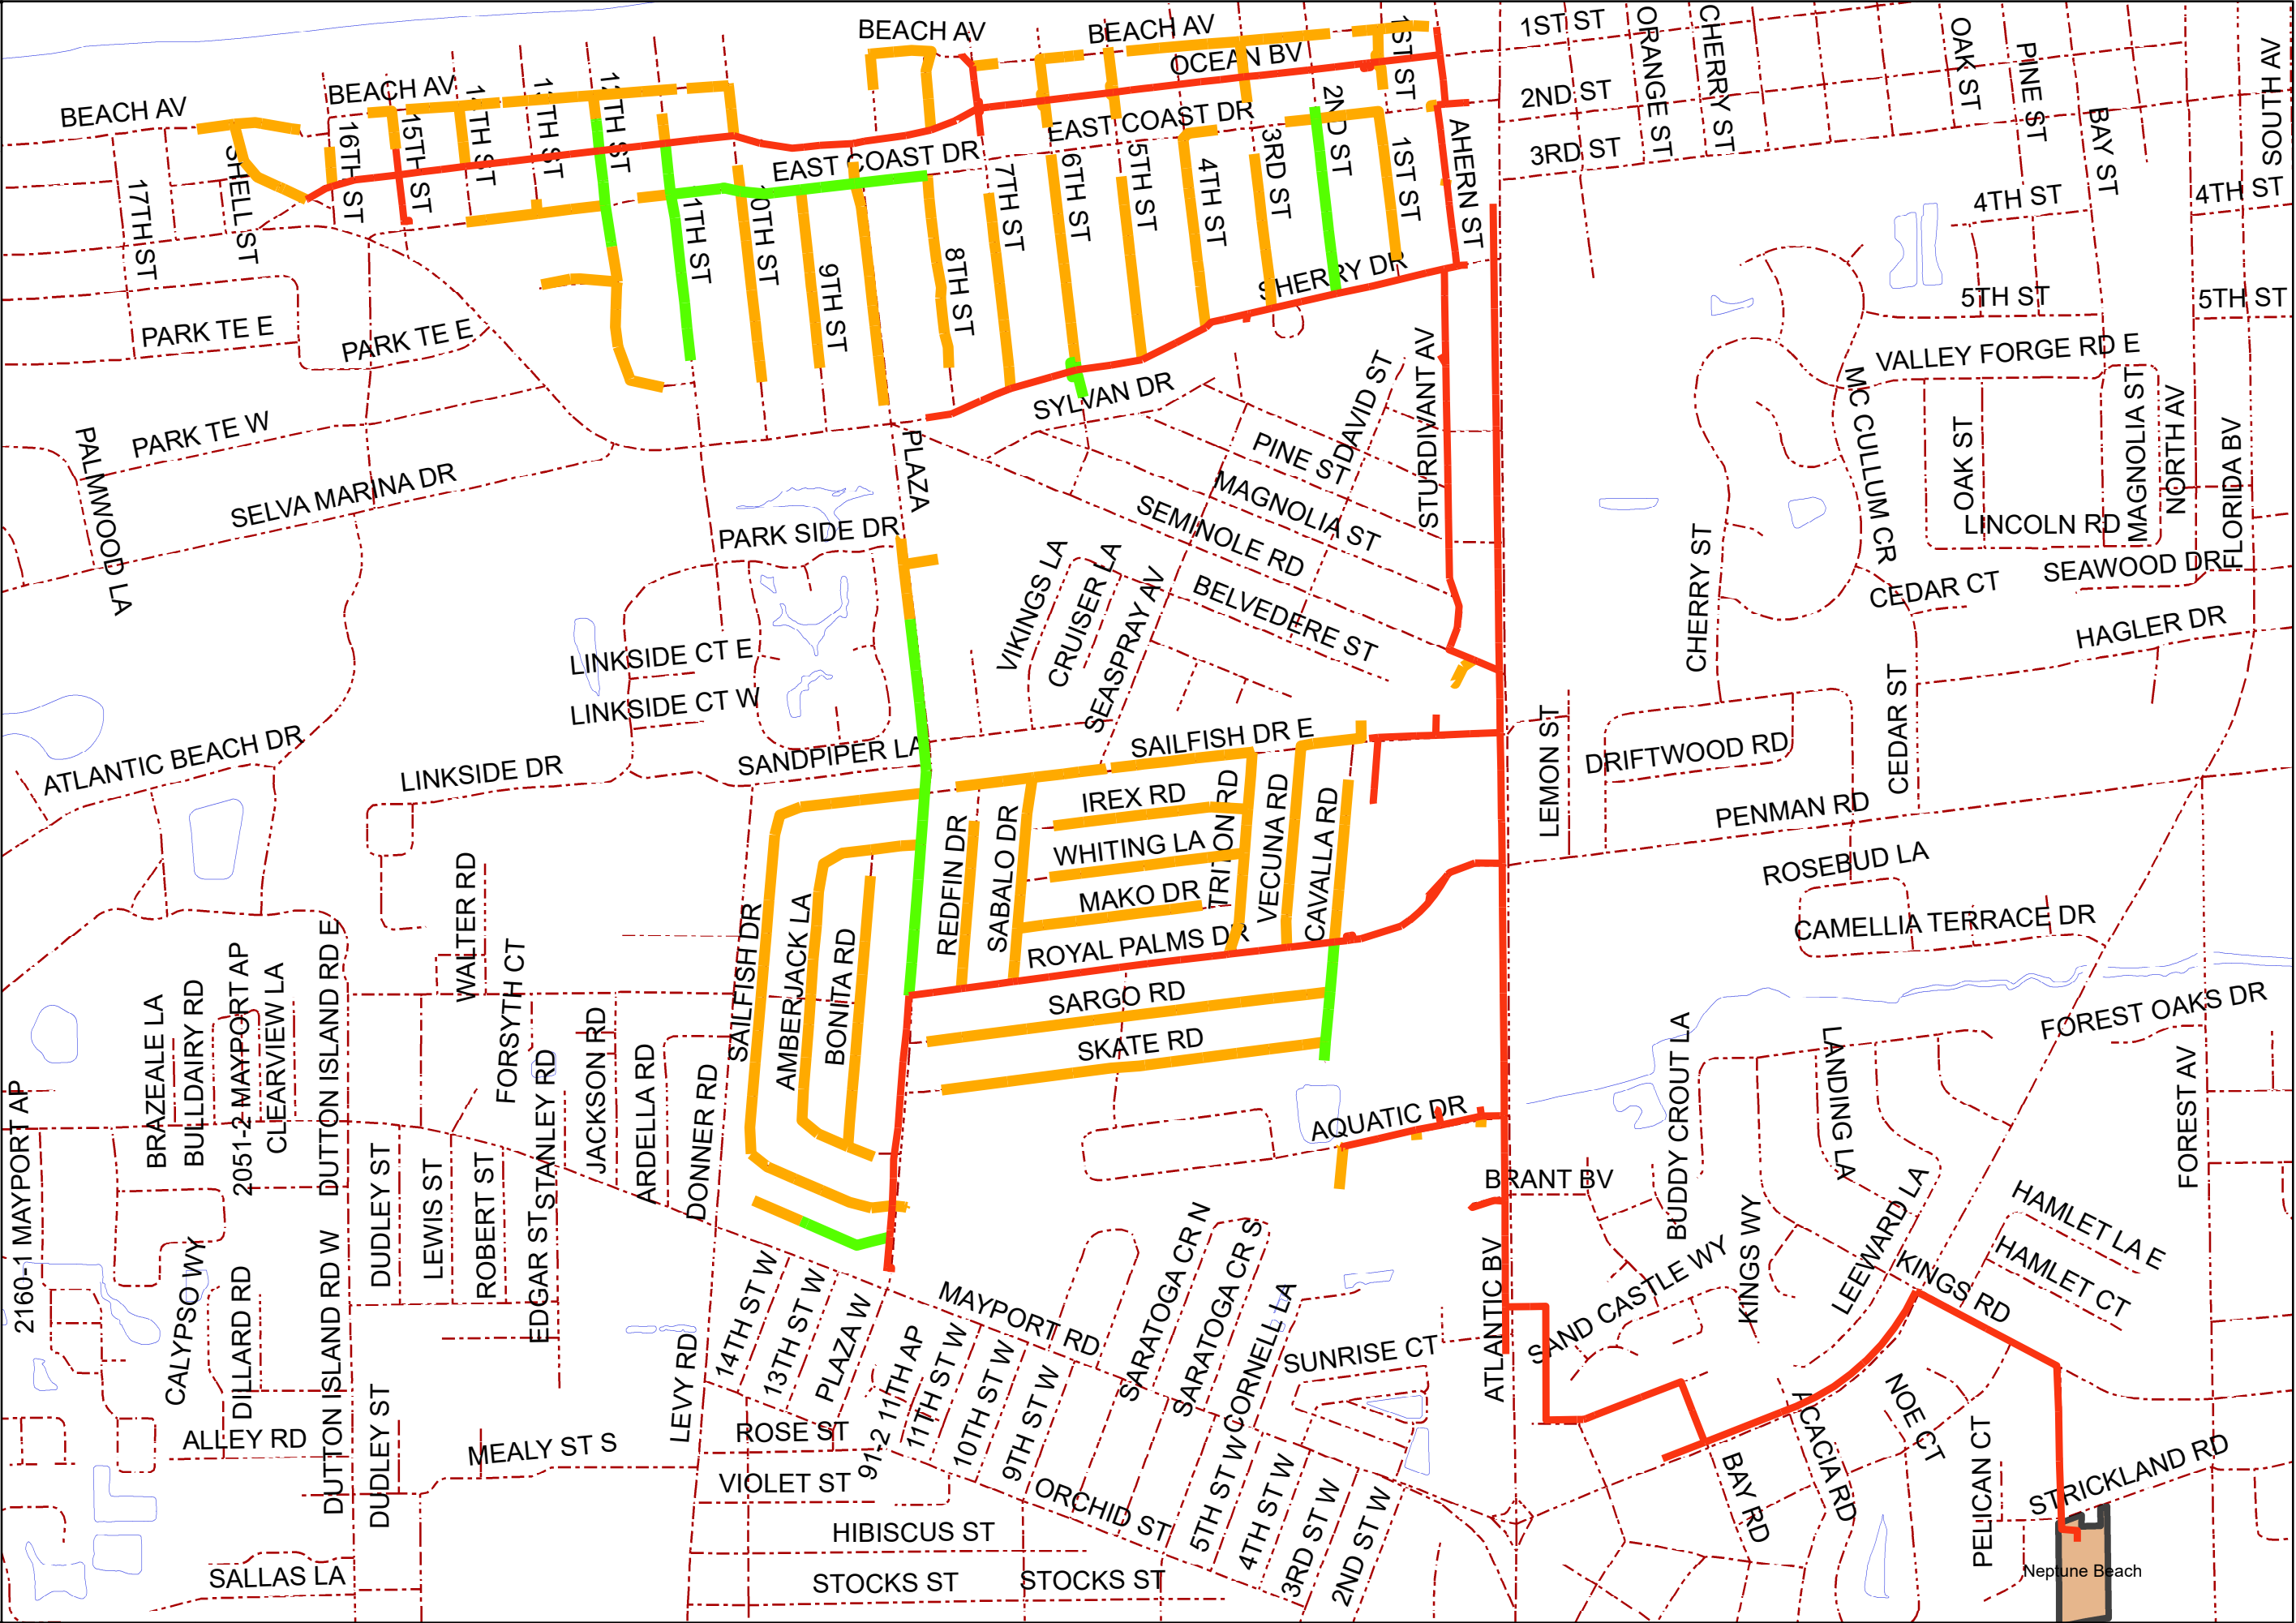 BEACH AV
BEACH AV
1ST ST
1ST ST
ORANGE ST
CHERRY ST
OAK ST
PINE ST
SOUTH AV
OCEAN BV
BEACH AV
BEACH AV
14TH ST
13TH ST
12TH ST
2ND ST
2ND ST
BAY ST
EAST COAST DR
16TH ST
15TH ST
EAST COAST DR
3RD ST
3RD ST
AHERN ST
SHELL ST
17TH ST
11TH ST
10TH ST
7TH ST
6TH ST
5TH ST
4TH ST
1ST ST
4TH ST
4TH ST
8TH ST
9TH ST
SHERRY DR
5TH ST
5TH ST
PARK TE E
PARK TE E
VALLEY FORGE RD E
SYLVAN DR
DAVID ST
STURDIVANT AV
MC CULLUM CR
MAGNOLIA ST
NORTH AV
PARK TE W
PALMWOOD LA
PLAZA
PINE ST
OAK ST
FLORIDA BV
SELVA MARINA DR
MAGNOLIA ST
SEMINOLE RD
LINCOLN RD
PARK SIDE DR
VIKINGS LA
CRUISER LA
SEASPRAY AV
BELVEDERE ST
CHERRY ST
CEDAR CT
SEAWOOD DR
HAGLER DR
LINKSIDE CT E
LINKSIDE CT W
ATLANTIC BEACH DR
LINKSIDE DR
SANDPIPER LA
SAILFISH DR E
LEMON ST
DRIFTWOOD RD
CEDAR ST
IREX RD
TRITON RD
VECUNA RD
CAVALLA RD
PENMAN RD
REDFIN DR
SABALO DR
WHITING LA
ROSEBUD LA
WALTER RD
MAKO DR
CAMELLIA TERRACE DR
SAILFISH DR
AMBERJACK LA
BONITA RD
ROYAL PALMS DR
BRAZEALE LA
BULLDAIRY RD
2051-2 MAYPORT AP
CLEARVIEW LA
DUTTON ISLAND RD E
FORSYTH CT
SARGO RD
FOREST OAKS DR
JACKSON RD
SKATE RD
BUDDY CROUT LA
LANDING LA
2160-1 MAYPORT AP
STANLEY RD
ARDELLA RD
DONNER RD
AQUATIC DR
FOREST AV
DUDLEY ST
LEWIS ST
ROBERT ST
BRANT BV
HAMLET LA E
CALYPSO WY
DILLARD RD
DUTTON ISLAND RD W
EDGAR ST
SARATOGA CR N
SARATOGA CR S
ATLANTIC BV
SAND CASTLE WY
KINGS WY
LEEWARD LA
KINGS RD
HAMLET CT
14TH ST W
13TH ST W
PLAZA W
MAYPORT RD
CORNELL LA
SUNRISE CT
LEVY RD
91-2 11TH AP
11TH ST W
10TH ST W
9TH ST W
ACACIA RD
NOE CT
PELICAN CT
ALLEY RD
DUDLEY ST
MEALY ST S
ROSE ST
VIOLET ST
ORCHID ST
5TH ST W
4TH ST W
3RD ST W
2ND ST W
BAY RD
STRICKLAND RD
HIBISCUS ST
Neptune Beach
SALLAS LA
STOCKS ST
STOCKS ST